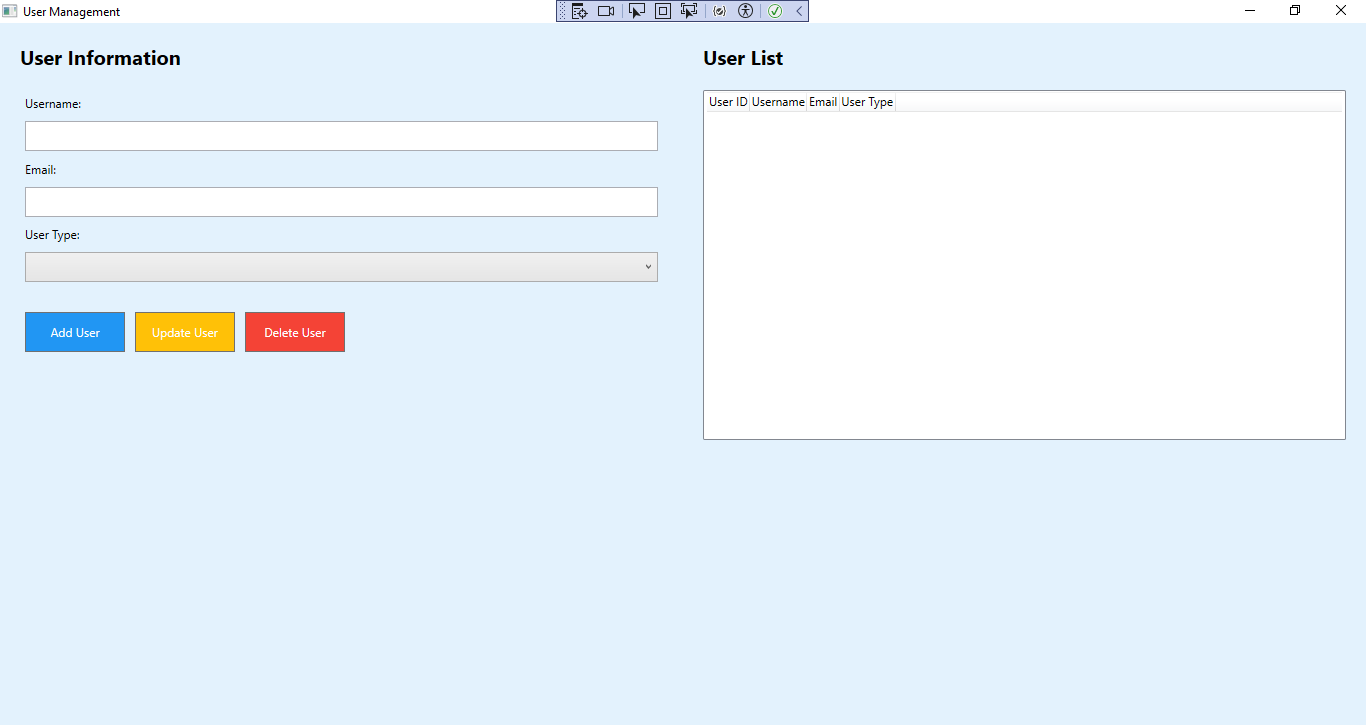 User Management
User Information
Username:
Email:
User Type:
Add User Update User Delete User
User List
User ID Username Email User Type